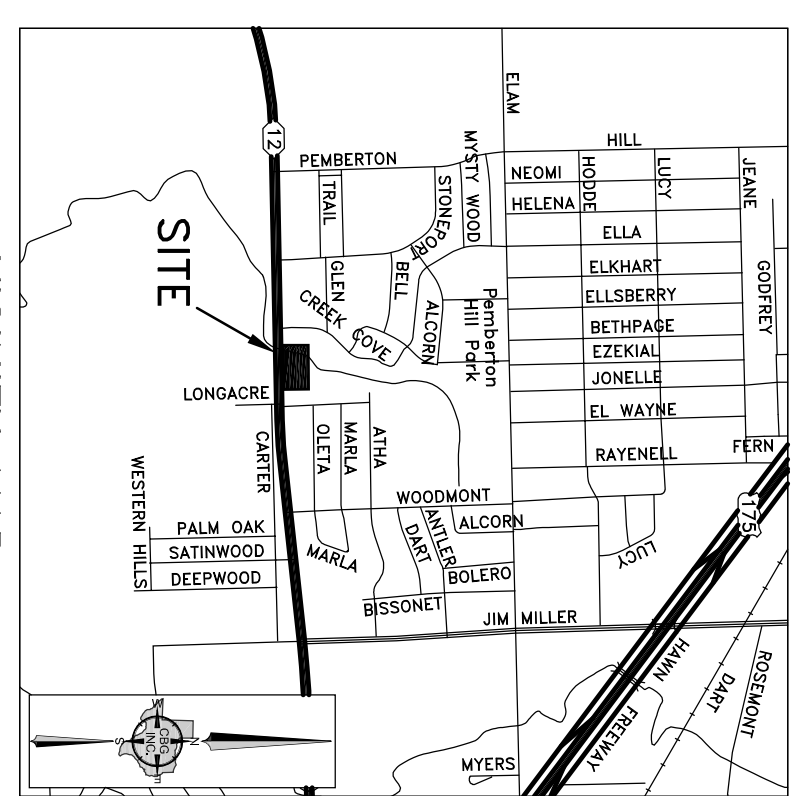 ELAM
12
HILL
PEMBERTON
MYSTY WOOD
NEOMI
HODDE
LUCY
JEANE
TRAIL
STONEPORT
HELENA
SITE
ELLA
GLEN
BELL
ELKHART
GODFREY
CREEK COVE
ALCORN
Pemberton
Hill Park
ELLSBERRY
BETHPAGE
EZEKIAL
JONELLE
LONGACRE
EL WAYNE
CARTER
OLETA
MARLA
ATHA
RAYENELL
FERN
WESTERN HILLS
WOODMONT
175
PALM OAK
ALCORN
SATINWOOD
MARLA
DART
ANTLER
LUCY
DEEPWOOD
BOLERO
BISSONET
JIM MILLER
HAWN
FREEWAY
DART
ROSEMONT
MYERS
W
S
N
E
CBG
INC.